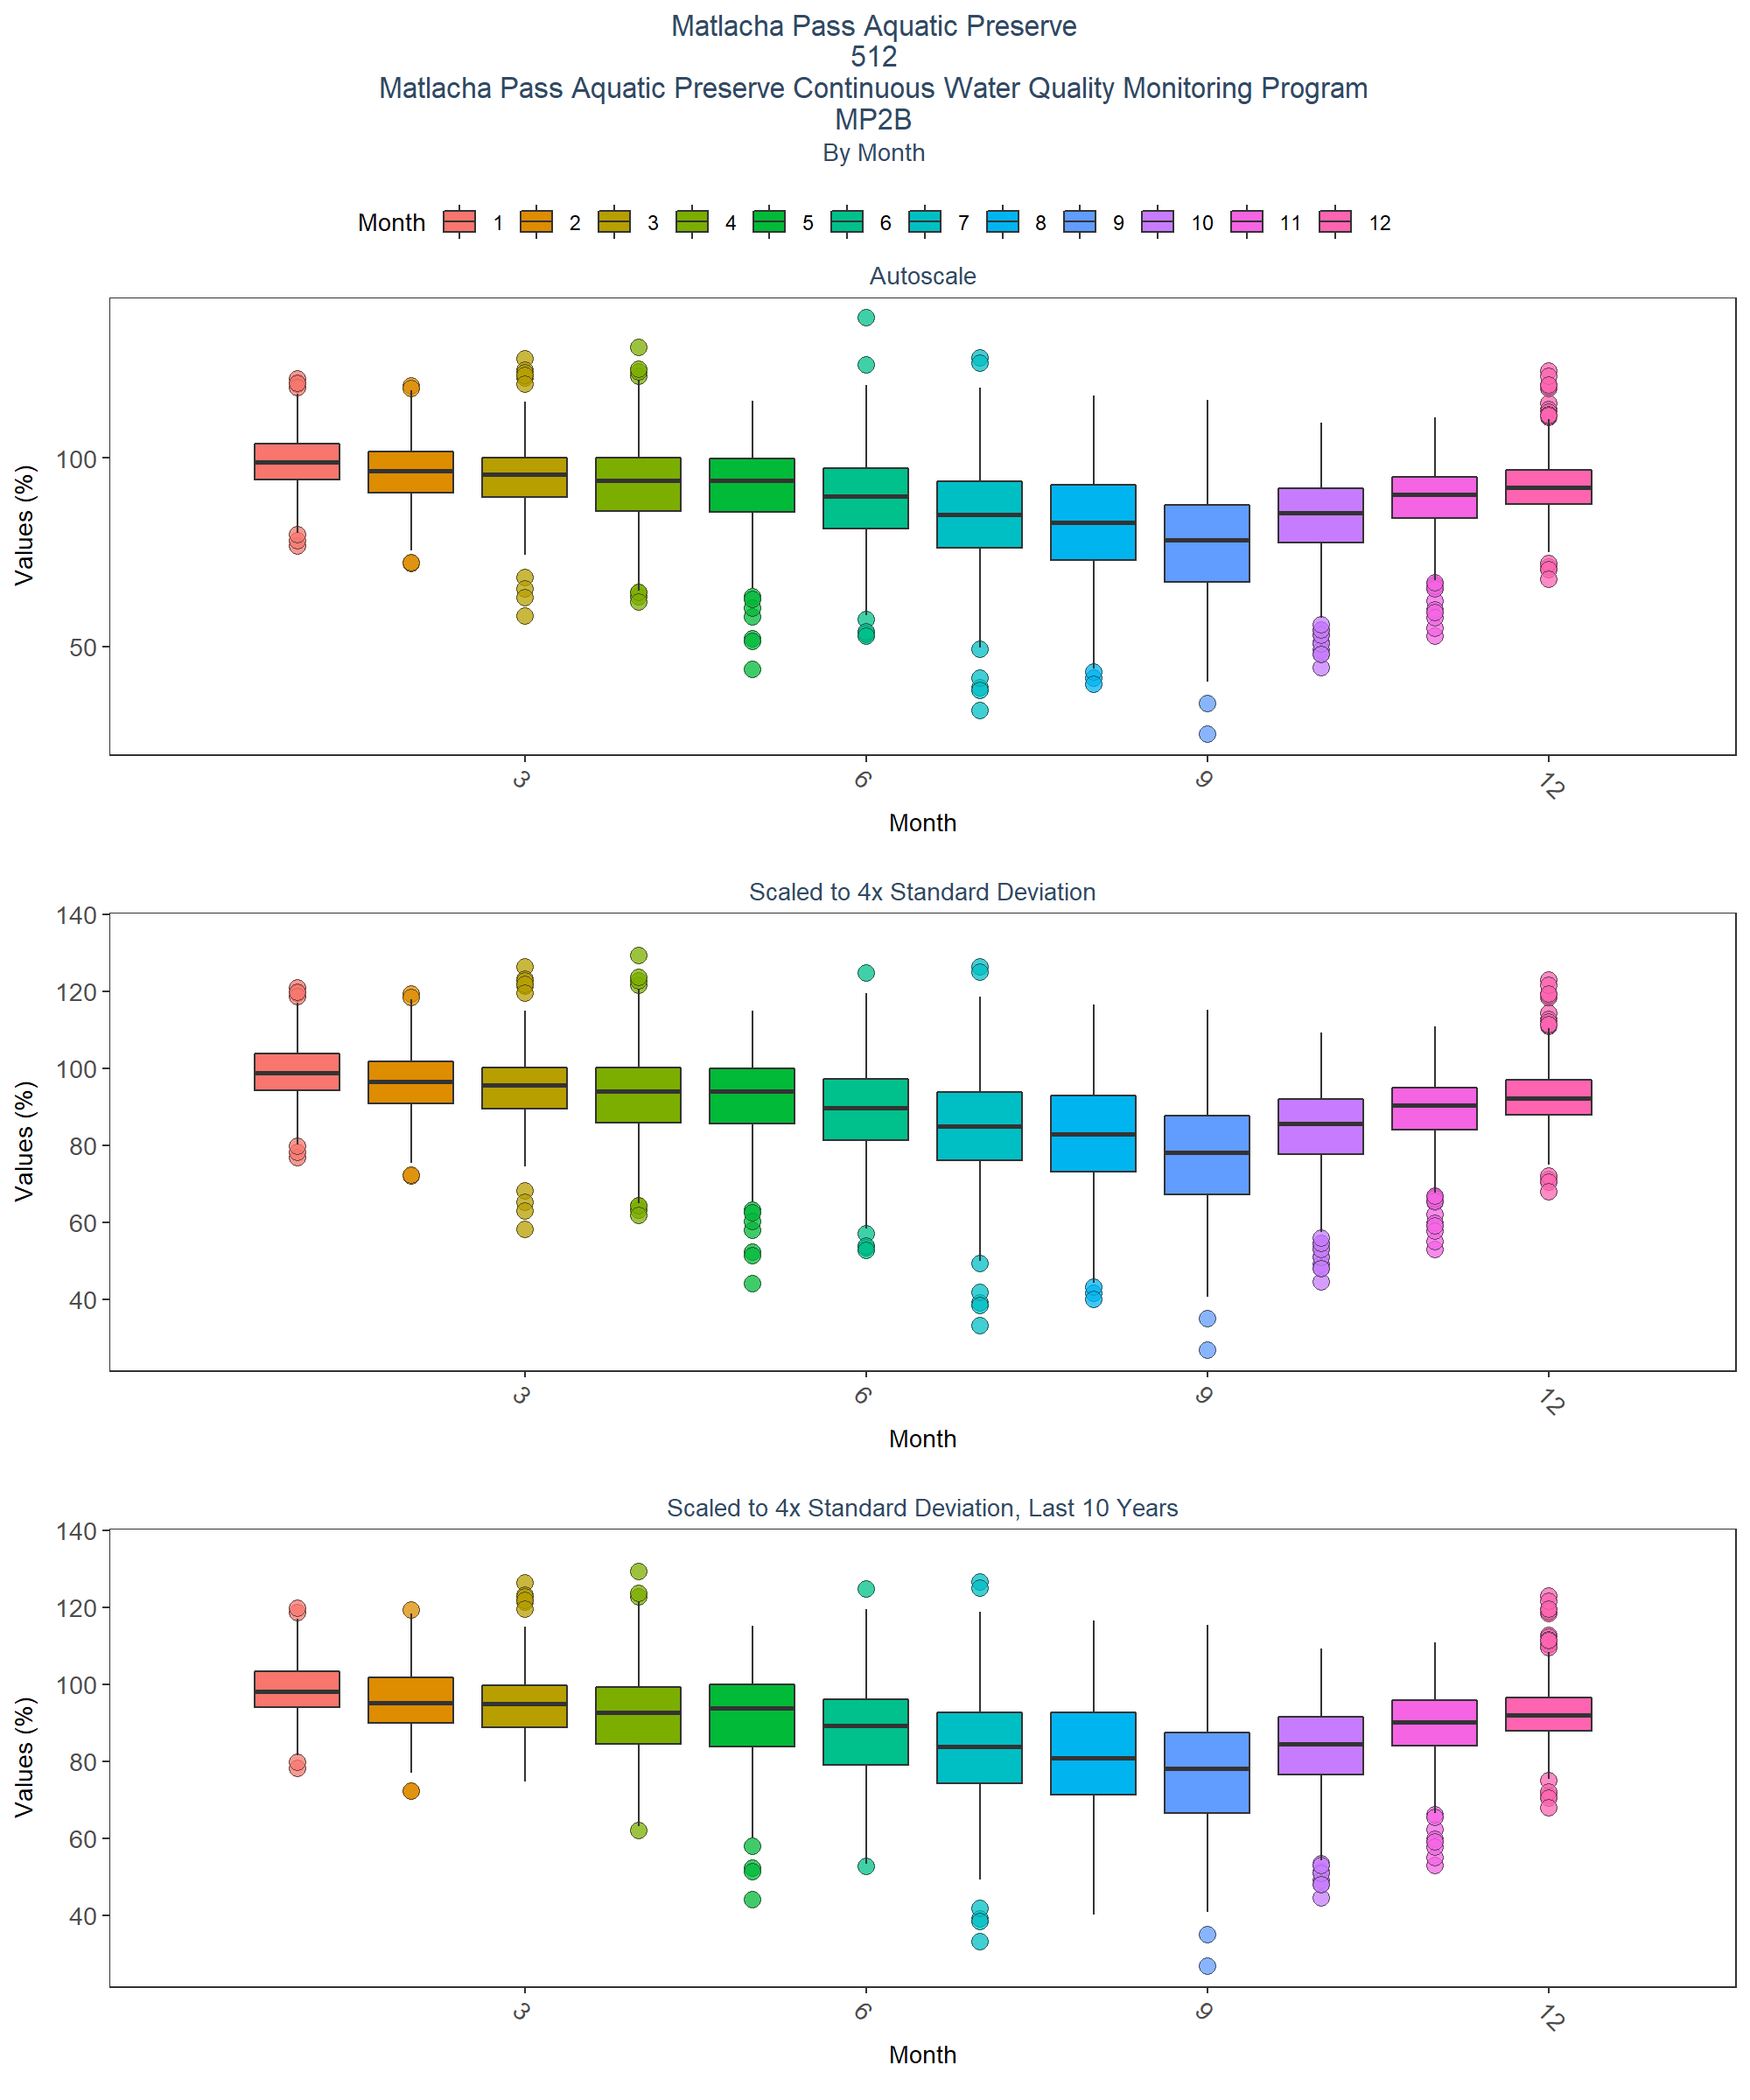 Matlacha Pass Aquatic Preserve
512
Matlacha Pass Aquatic Preserve Continuous Water Quality Monitoring Program
MP2B
By Month
Month 1 2 3 4 5 6 7 8 9 10 11 12
Autoscale
Values (%)
100
50
3 6 9 12
Month
Scaled to 4x Standard Deviation
Values (%)
140
120
100
80
60
40
3 6 9 12
Month
Scaled to 4x Standard Deviation, Last 10 Years
Values (%)
140
120
100
80
60
40
3 6 9 12
Month